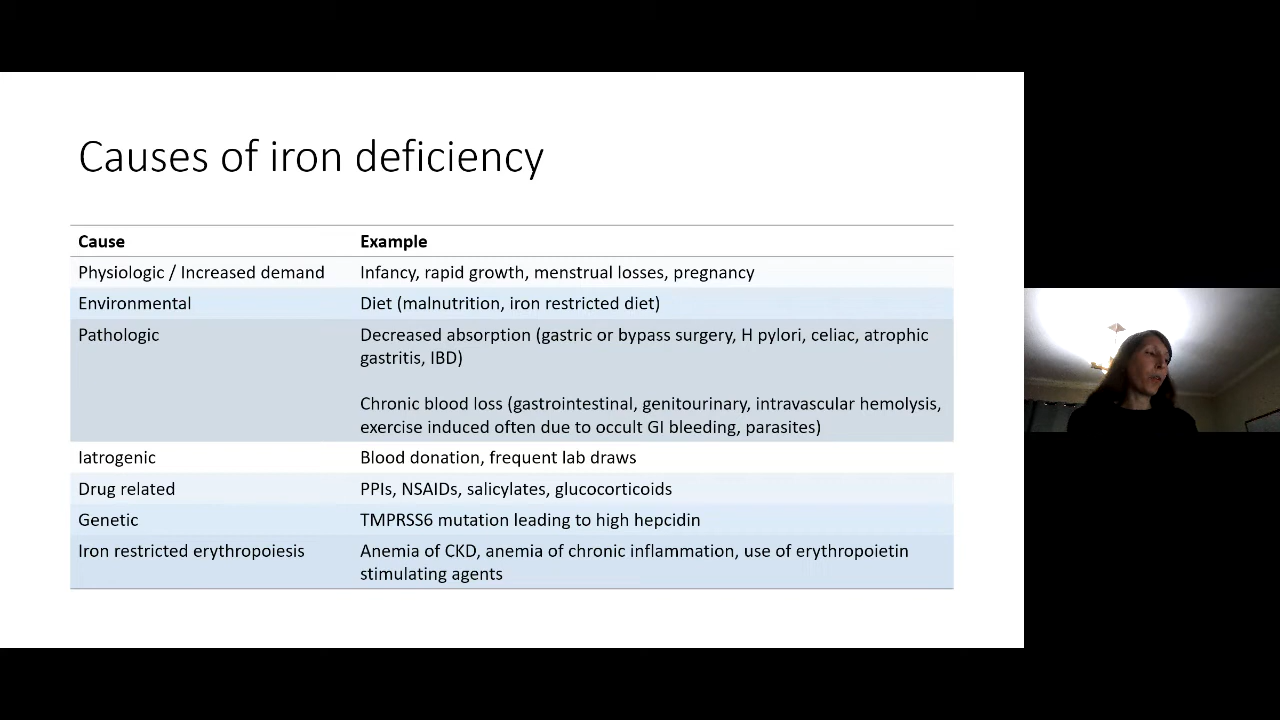 Causes of iron deficiency
Cause Example
Physiologic / Increased demand Infancy, rapid growth, menstrual losses, pregnancy
Environmental Diet (malnutrition, iron restricted diet)
Pathologic Decreased absorption (gastric or bypass surgery, H pylori, celiac, atrophic
gastritis, IBD)
Chronic blood loss (gastrointestinal, genitourinary, intravascular hemolysis,
exercise induced often due to occult GI bleeding, parasites)
Iatrogenic Blood donation, frequent lab draws
Drug related PPIs, NSAIDs, salicylates, glucocorticoids
Genetic TMPRSS6 mutation leading to high hepcidin
Iron restricted erythropoiesis Anemia of CKD, anemia of chronic inflammation, use of erythropoietin
stimulating agents